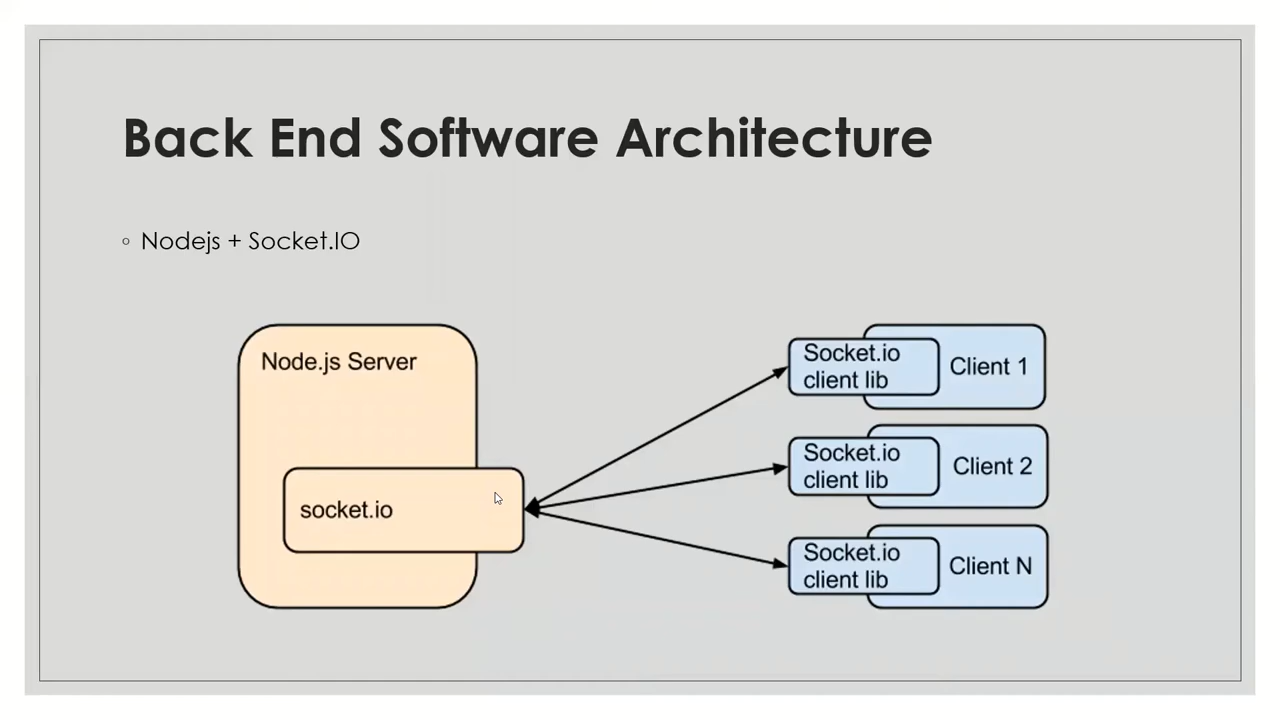 Back End Software Architecture
Nodejs + Socket.IO
Node.js Server
socket.io
Socket.io
client lib
Client 1
Socket.io
client lib
Client 2
Socket.io
client lib
Client N